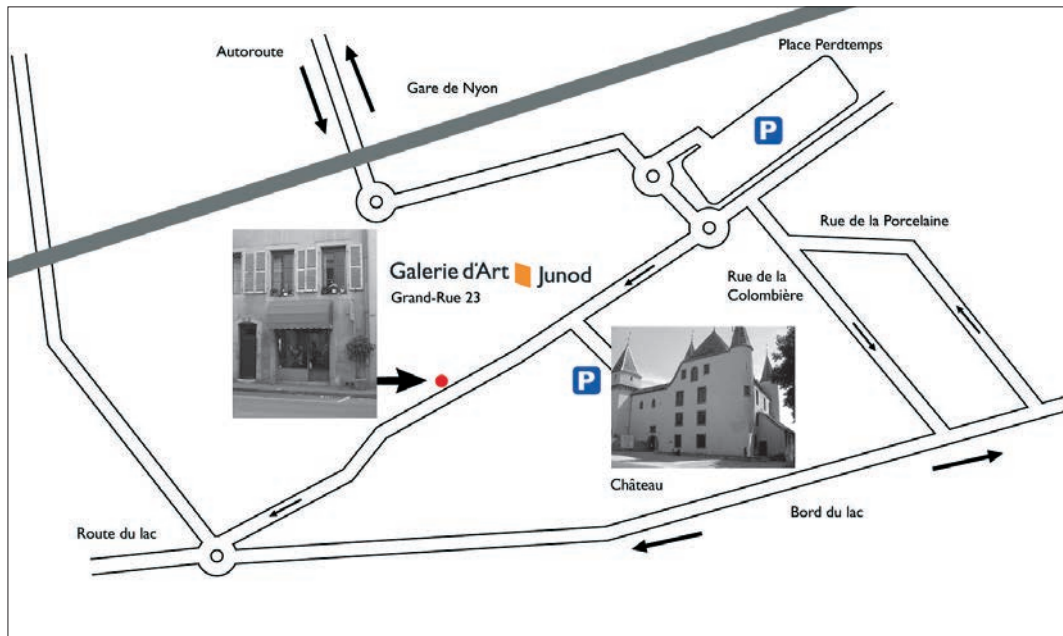 Place Perdtemps
Autoroute
Gare de Nyon
P
Rue de la Porcelaine
Galerie d'Art Junod
Grand-Rue 23
Rue de la
Colombière
P
Château
Bord du lac
Route du lac